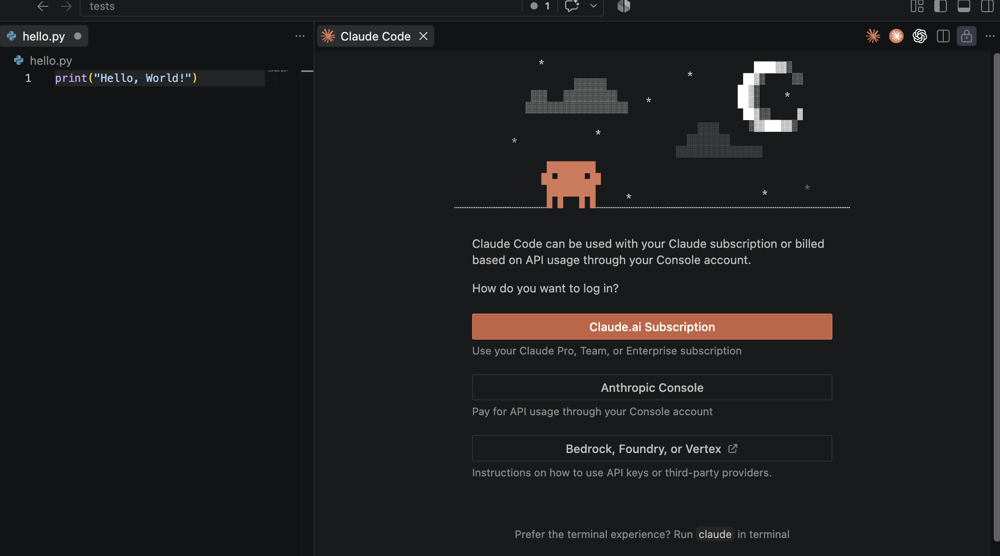 tests
1
hello.py
Claude Code
hello.py
1 print("Hello, World!")
Claude Code can be used with your Claude subscription or billed
based on API usage through your Console account.
How do you want to log in?
Claude.ai Subscription
Use your Claude Pro, Team, or Enterprise subscription
Anthropic Console
Pay for API usage through your Console account
Bedrock, Foundry, or Vertex
Instructions on how to use API keys or third-party providers.
Prefer the terminal experience? Run claude in terminal